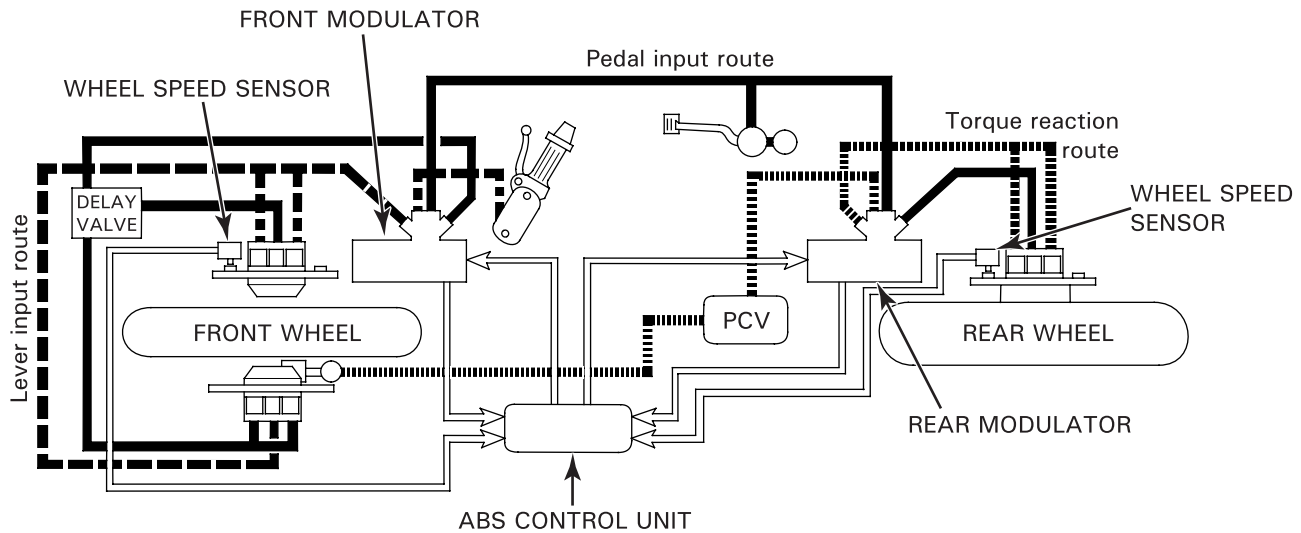 FRONT MODULATOR
Pedal input route
WHEEL SPEED SENSOR
Torque reaction
route
WHEEL SPEED
SENSOR
DELAY
VALVE
Lever input route
FRONT WHEEL
PCV
REAR WHEEL
REAR MODULATOR
ABS CONTROL UNIT